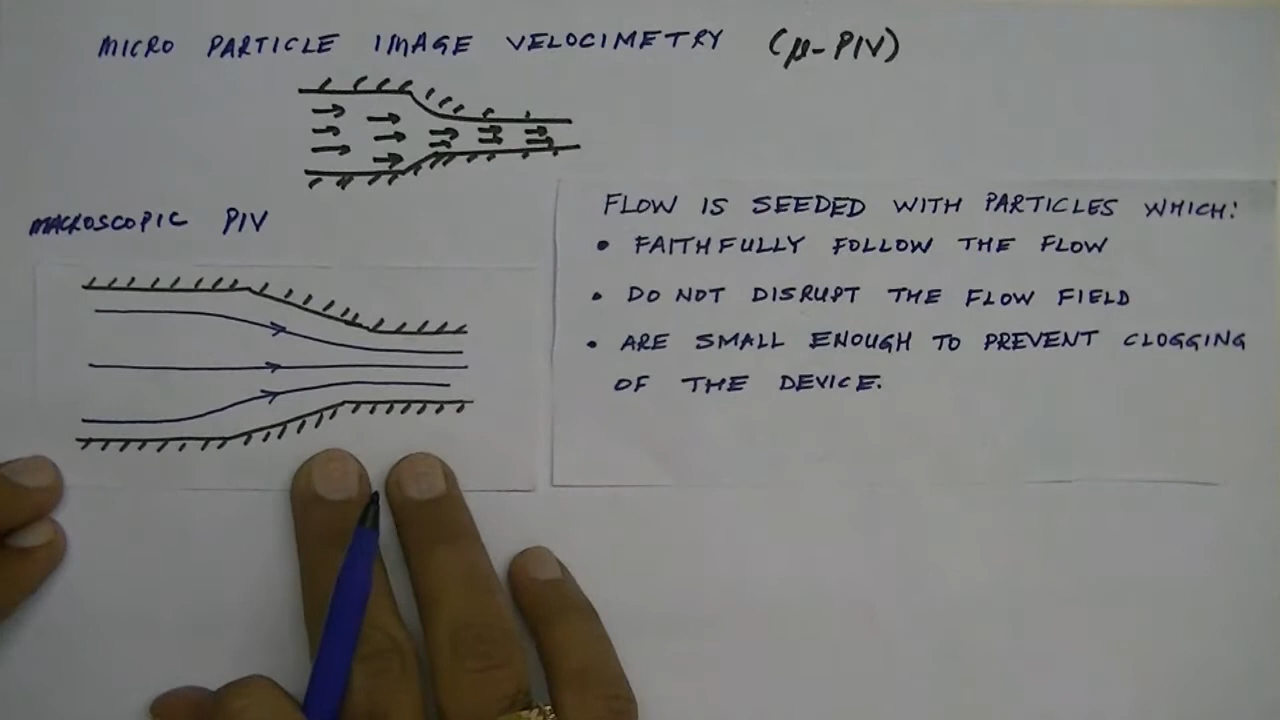 MICRO PARTICLE IMAGE VELOCIMETRY (µ-PIV)
MACROSCOPIC PIV
FLOW IS SEEDED WITH PARTICLES WHICH:
• FAITHFULLY FOLLOW THE FLOW
• DO NOT DISRUPT THE FLOW FIELD
• ARE SMALL ENOUGH TO PREVENT CLOGGING
OF THE DEVICE.